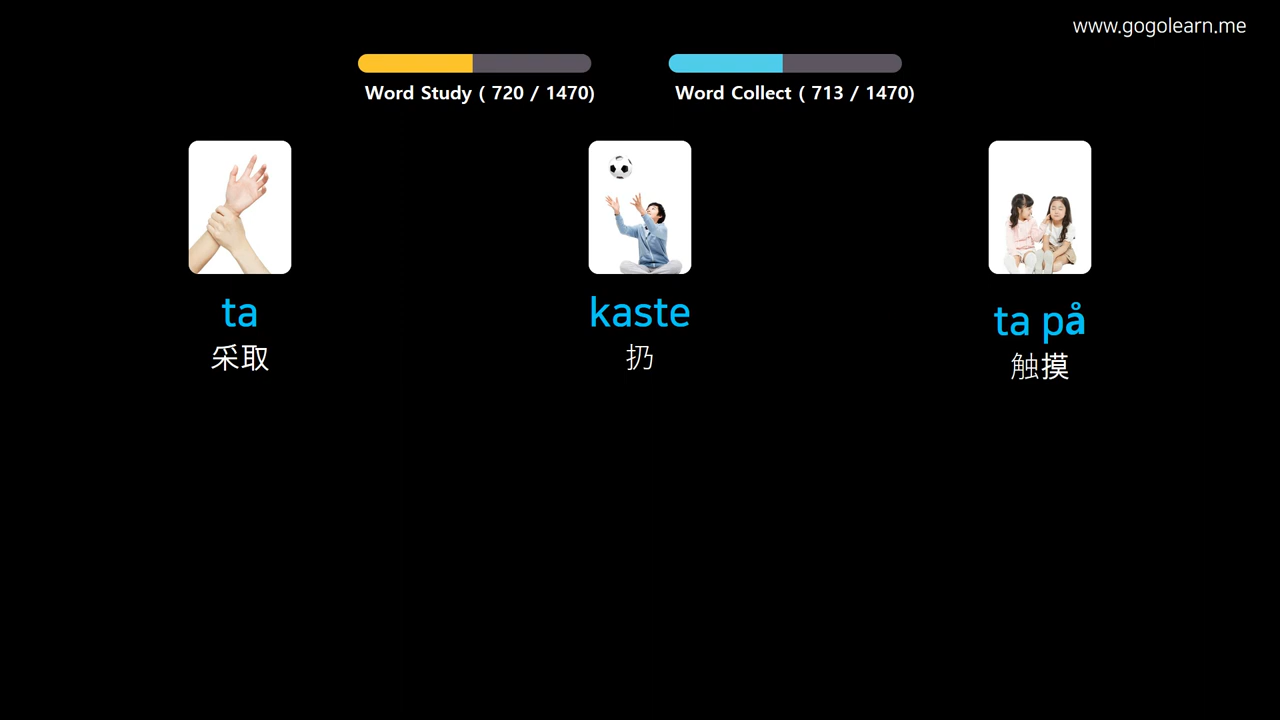 www.gogolearn.me
Word Study ( 720 / 1470)
Word Collect ( 713 / 1470)
ta
采取
kaste
扔
ta på
触摸